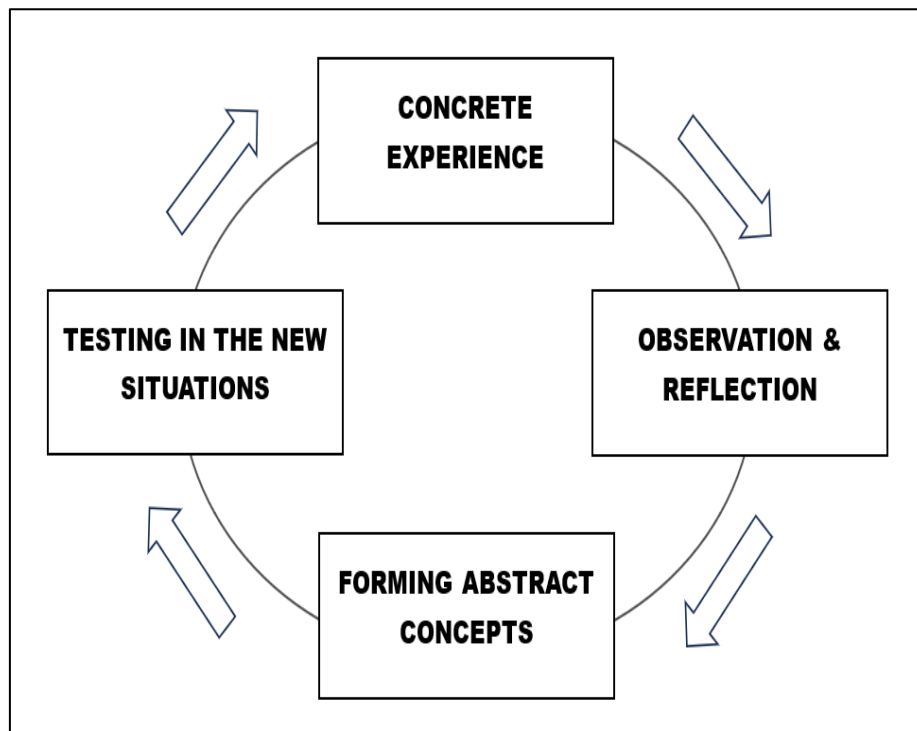 CONCRETE
EXPERIENCE
TESTING IN THE NEW
SITUATIONS
OBSERVATION &
REFLECTION
FORMING ABSTRACT
CONCEPTS